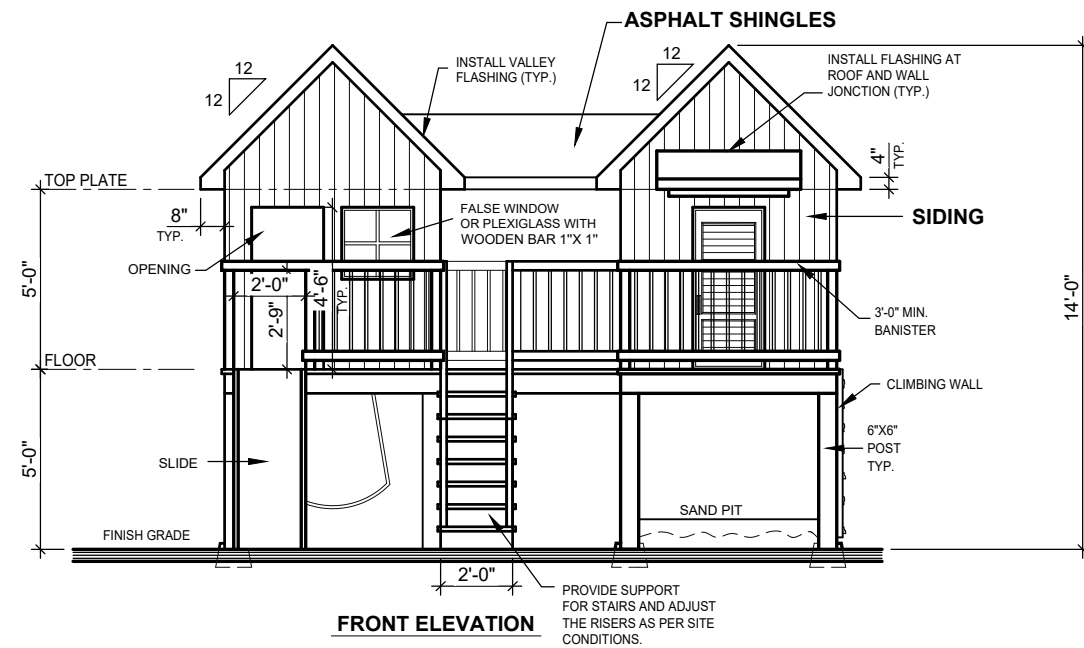 ASPHALT SHINGLES
12
12
INSTALL VALLEY
FLASHING (TYP.)
12
12
INSTALL FLASHING AT
ROOF AND WALL
JONCTION (TYP.)
4"
TYP.
TOP PLATE
8"
TYP.
FALSE WINDOW
OR PLEXIGLASS WITH
WOODEN BAR 1"X 1"
SIDING
OPENING
5'-0"
2'-0"
4'-6"
TYP.
2'-9"
14'-0"
3'-0" MIN.
BANISTER
FLOOR
CLIMBING WALL
5'-0"
SLIDE
6"X6"
POST
TYP.
SAND PIT
FINISH GRADE
2'-0"
PROVIDE SUPPORT
FOR STAIRS AND ADJUST
THE RISERS AS PER SITE
CONDITIONS.
FRONT ELEVATION